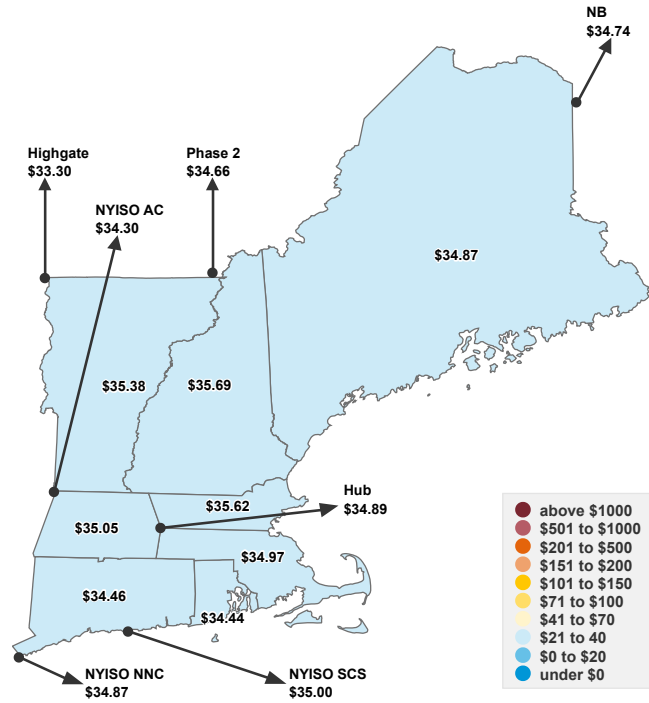 NB
$34.74
Highgate
$33.30
Phase 2
$34.66
NYISO AC
$34.30
$34.87
$35.38
$35.69
Hub
$34.89
$35.62
$35.05
$34.97
$34.46
$34.44
NYISO NNC
$34.87
NYISO SCS
$35.00
above $1000
$501 to $1000
$201 to $500
$151 to $200
$101 to $150
$71 to $100
$41 to $70
$21 to 40
$0 to $20
under $0